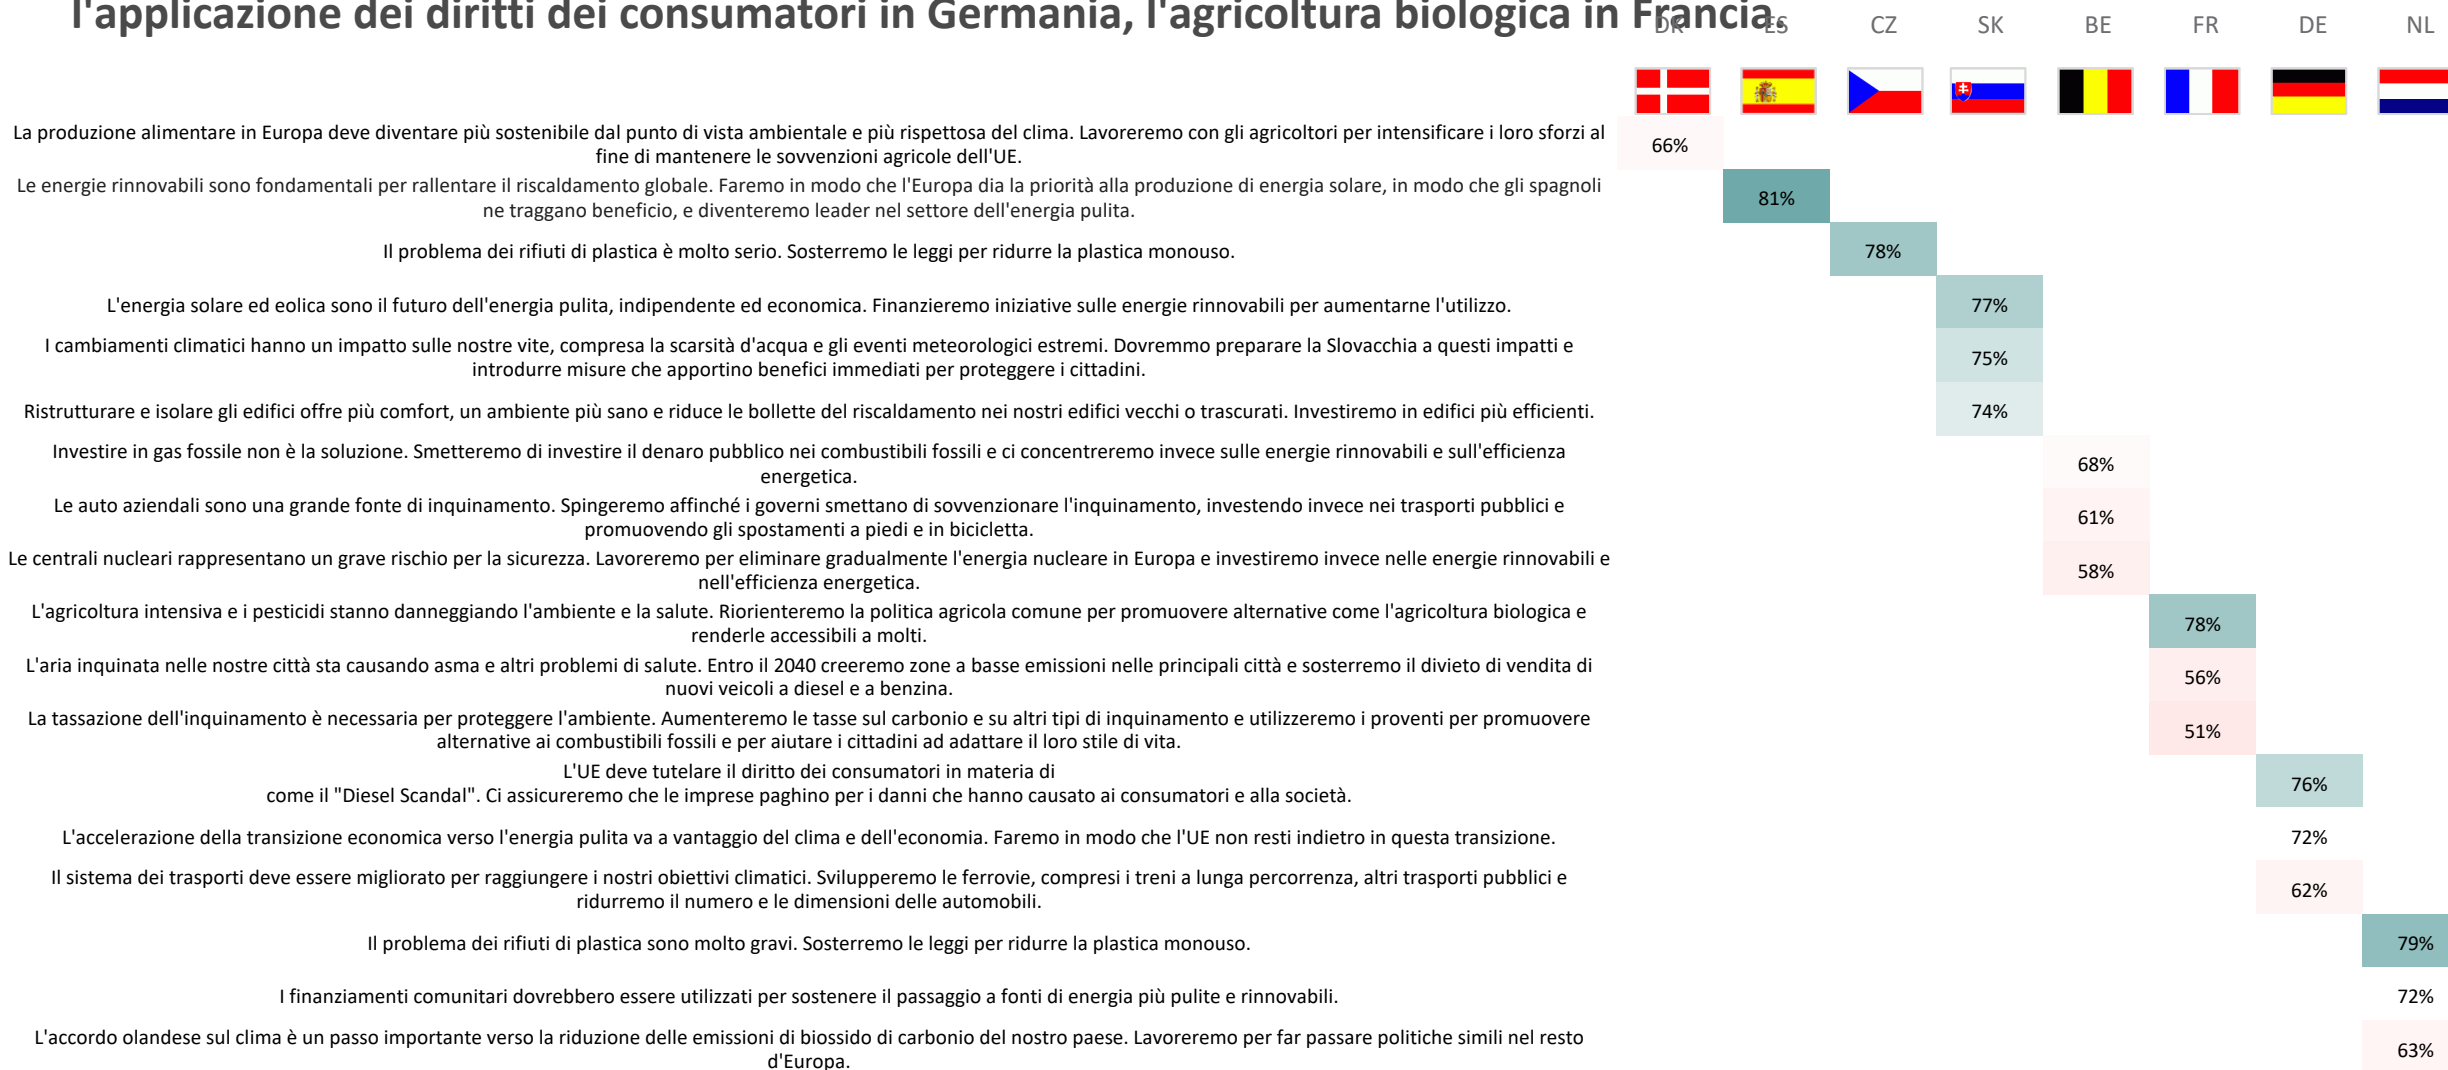 l'applicazione dei diritti dei consumatori in Germania, l'agricoltura biologica in Francia.
DK ES CZ SK BE FR DE NL
La produzione alimentare in Europa deve diventare più sostenibile dal punto di vista ambientale e più rispettosa del clima. Lavoreremo con gli agricoltori per intensificare i loro sforzi al
fine di mantenere le sovvenzioni agricole dell'UE.
66%
Le energie rinnovabili sono fondamentali per rallentare il riscaldamento globale. Faremo in modo che l'Europa dia la priorità alla produzione di energia solare, in modo che gli spagnoli
ne traggano beneficio, e diventeremo leader nel settore dell'energia pulita.
81%
Il problema dei rifiuti di plastica è molto serio. Sosterremo le leggi per ridurre la plastica monouso.
78%
L'energia solare ed eolica sono il futuro dell'energia pulita, indipendente ed economica. Finanzieremo iniziative sulle energie rinnovabili per aumentarne l'utilizzo.
77%
I cambiamenti climatici hanno un impatto sulle nostre vite, compresa la scarsità d'acqua e gli eventi meteorologici estremi. Dovremmo preparare la Slovacchia a questi impatti e
introdurre misure che apportino benefici immediati per proteggere i cittadini.
75%
Ristrutturare e isolare gli edifici offre più comfort, un ambiente più sano e riduce le bollette del riscaldamento nei nostri edifici vecchi o trascurati. Investiremo in edifici più efficienti.
74%
Investire in gas fossile non è la soluzione. Smetteremo di investire il denaro pubblico nei combustibili fossili e ci concentreremo invece sulle energie rinnovabili e sull'efficienza
energetica.
68%
Le auto aziendali sono una grande fonte di inquinamento. Spingeremo affinché i governi smettano di sovvenzionare l'inquinamento, investendo invece nei trasporti pubblici e
promuovendo gli spostamenti a piedi e in bicicletta.
61%
Le centrali nucleari rappresentano un grave rischio per la sicurezza. Lavoreremo per eliminare gradualmente l'energia nucleare in Europa e investiremo invece nelle energie rinnovabili e
nell'efficienza energetica.
58%
L'agricoltura intensiva e i pesticidi stanno danneggiando l'ambiente e la salute. Riorienteremo la politica agricola comune per promuovere alternative come l'agricoltura biologica e
renderle accessibili a molti.
78%
L'aria inquinata nelle nostre città sta causando asma e altri problemi di salute. Entro il 2040 creeremo zone a basse emissioni nelle principali città e sosterremo il divieto di vendita di
nuovi veicoli a diesel e a benzina.
56%
La tassazione dell'inquinamento è necessaria per proteggere l'ambiente. Aumenteremo le tasse sul carbonio e su altri tipi di inquinamento e utilizzeremo i proventi per promuovere
alternative ai combustibili fossili e per aiutare i cittadini ad adattare il loro stile di vita.
51%
L'UE deve tutelare il diritto dei consumatori in materia di
come il "Diesel Scandal". Ci assicureremo che le imprese paghino per i danni che hanno causato ai consumatori e alla società.
76%
L'accelerazione della transizione economica verso l'energia pulita va a vantaggio del clima e dell'economia. Faremo in modo che l'UE non resti indietro in questa transizione.
72%
Il sistema dei trasporti deve essere migliorato per raggiungere i nostri obiettivi climatici. Svilupperemo le ferrovie, compresi i treni a lunga percorrenza, altri trasporti pubblici e
ridurremo il numero e le dimensioni delle automobili.
62%
Il problema dei rifiuti di plastica sono molto gravi. Sosterremo le leggi per ridurre la plastica monouso.
79%
I finanziamenti comunitari dovrebbero essere utilizzati per sostenere il passaggio a fonti di energia più pulite e rinnovabili.
72%
L'accordo olandese sul clima è un passo importante verso la riduzione delle emissioni di biossido di carbonio del nostro paese. Lavoreremo per far passare politiche simili nel resto
d'Europa.
63%